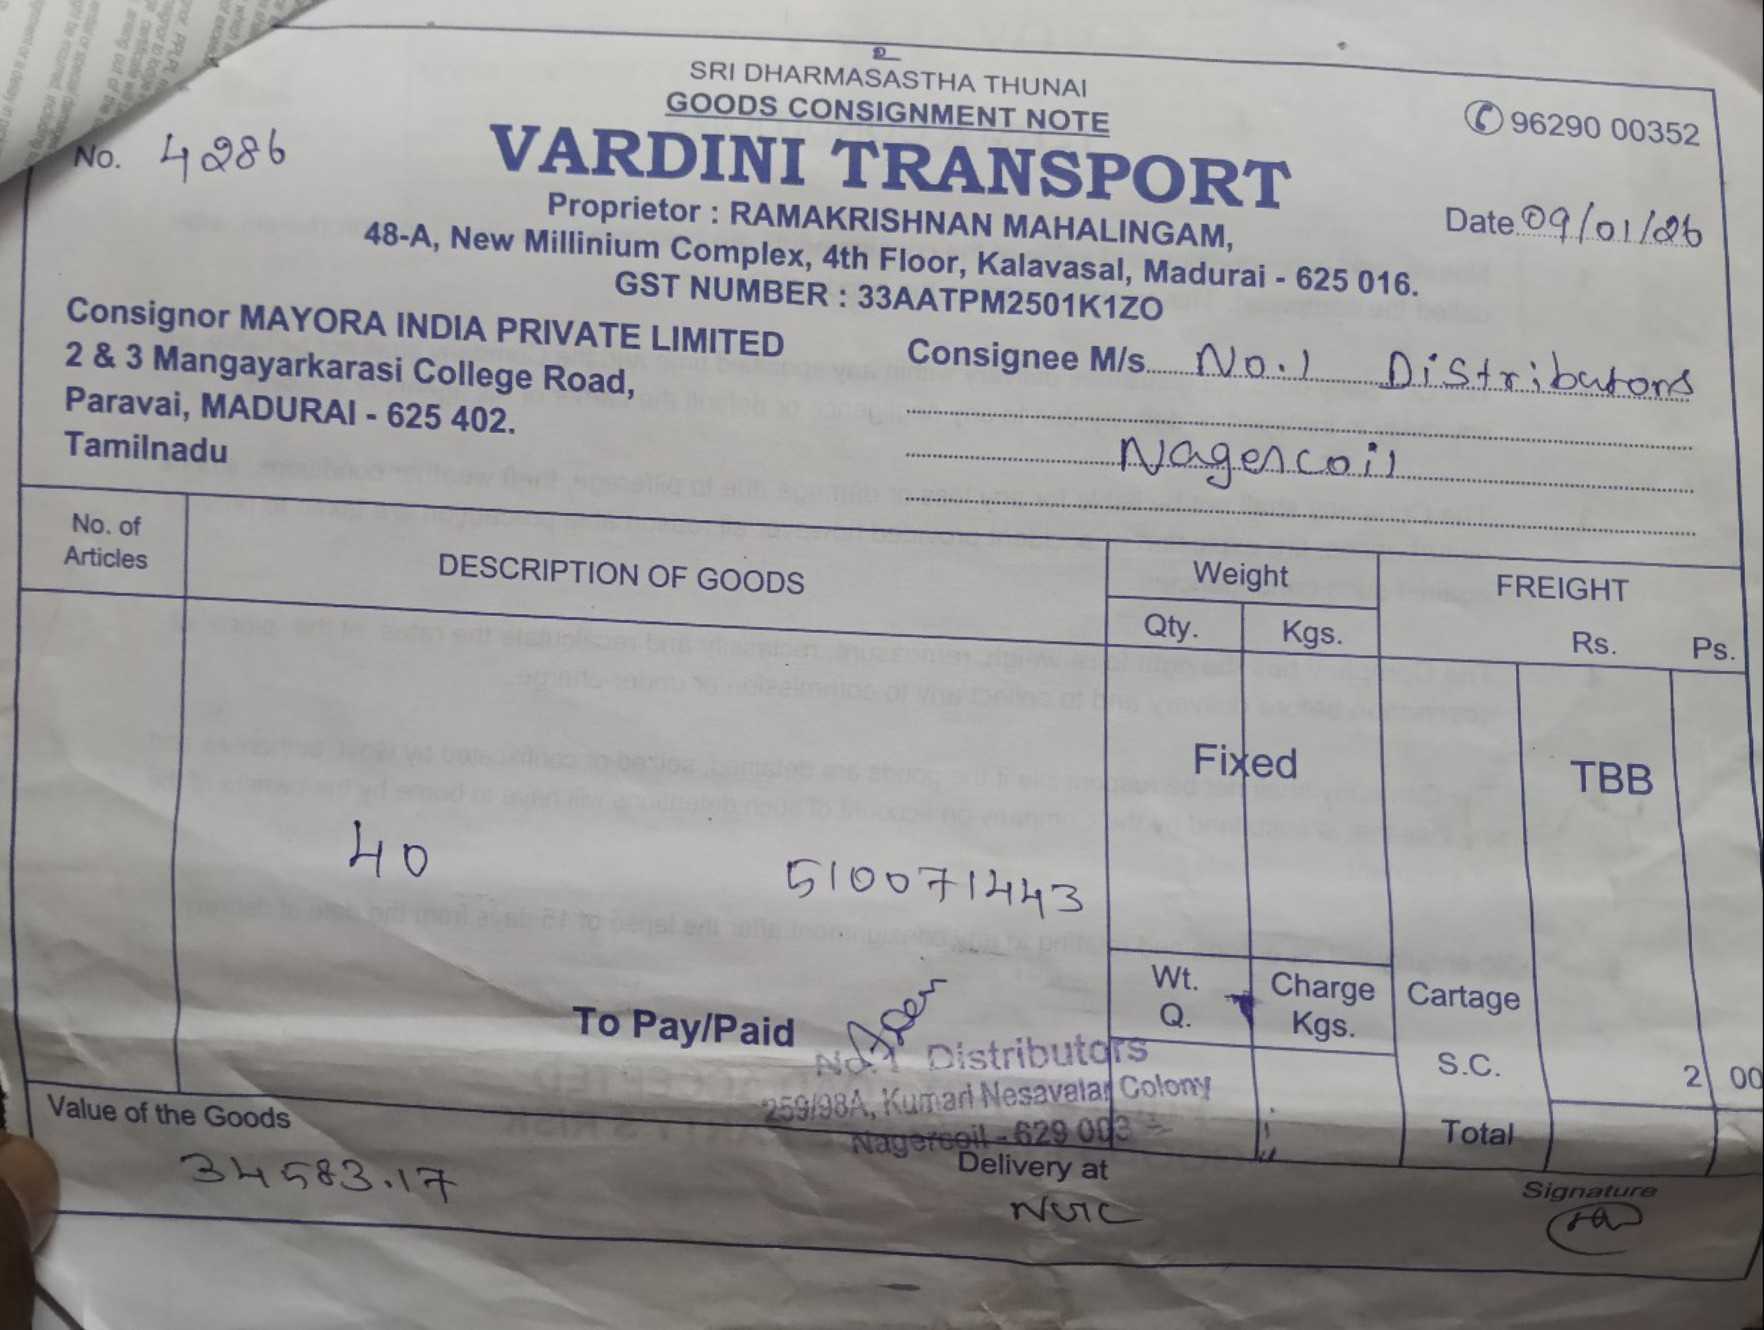 உ
SRI DHARMASASTHA THUNAI
GOODS CONSIGNMENT NOTE
✆ 96290 00352
No. 4286
VARDINI TRANSPORT
Proprietor : RAMAKRISHNAN MAHALINGAM,
Date 09/01/26
48-A, New Millinium Complex, 4th Floor, Kalavasal, Madurai - 625 016.
GST NUMBER : 33AATPM2501K1ZO
Consignor MAYORA INDIA PRIVATE LIMITED
2 & 3 Mangayarkarasi College Road,
Paravai, MADURAI - 625 402.
Tamilnadu
Consignee M/s. No.1 Distributors
Nagercoil
No. of
Articles
DESCRIPTION OF GOODS
Weight
Qty. Kgs.
FREIGHT
Rs. Ps.
Fixed
TBB
40 510071443
To Pay/Paid
Wt.
Q.
Charge
Kgs.
Cartage
S.C. 2 00
Total
No.1 Distributors
259/98A, Kumari Nesavalar Colony
Nagercoil - 629 003
Value of the Goods
34583.17
Delivery at
NGC
Signature